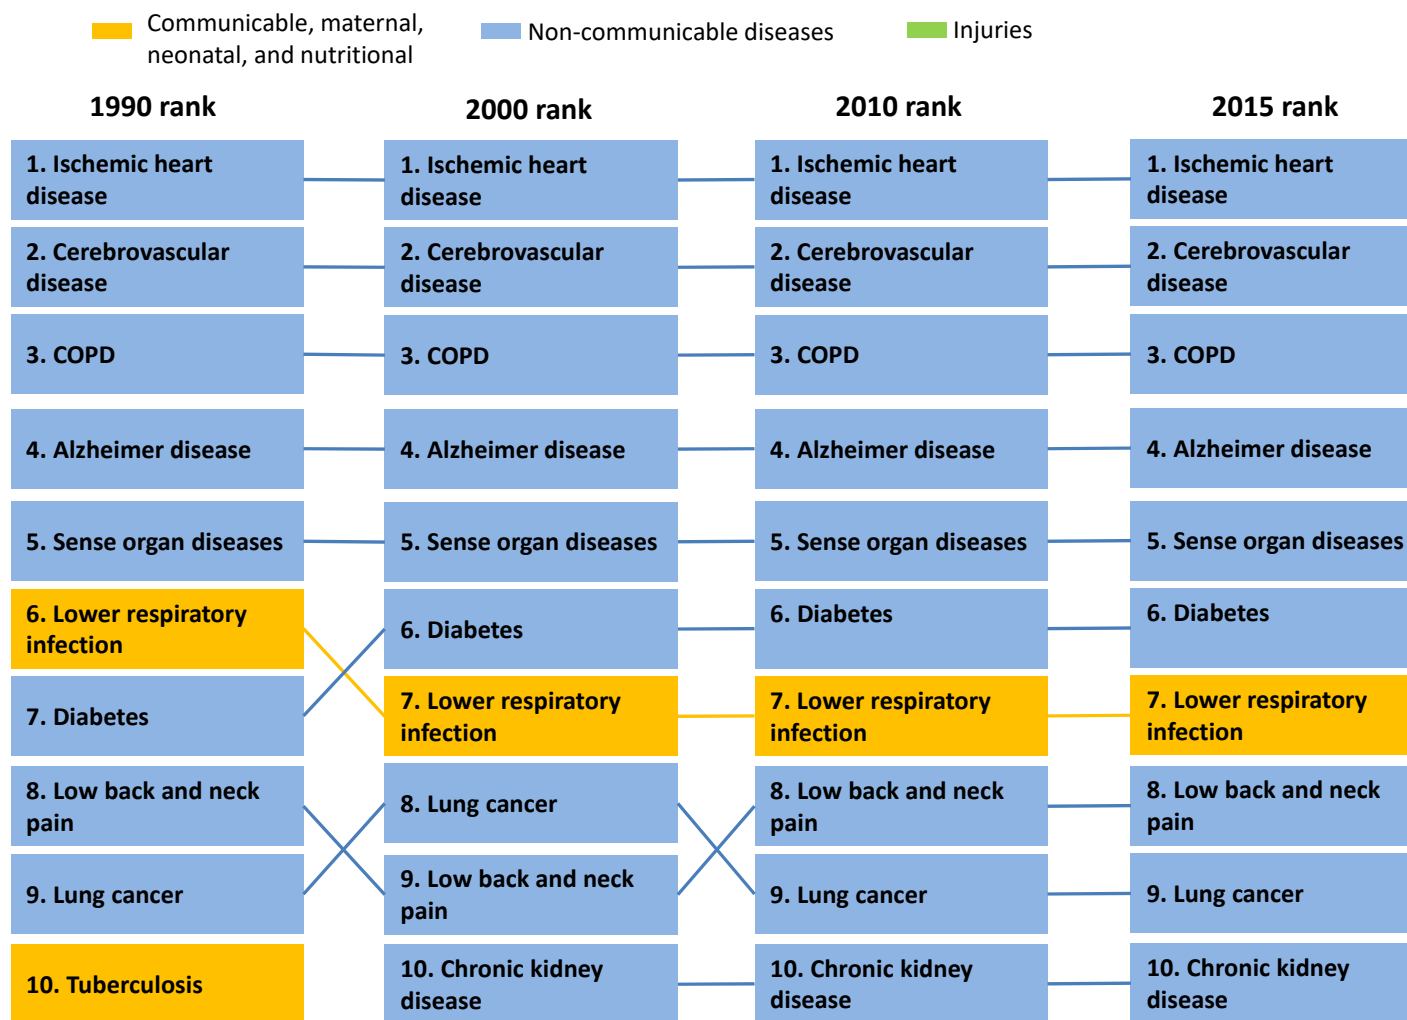 Communicable, maternal,
neonatal, and nutritional
Non-communicable diseases
Injuries
1990 rank
2000 rank
2010 rank
2015 rank
1. Ischemic heart
disease
1. Ischemic heart
disease
1. Ischemic heart
disease
1. Ischemic heart
disease
2. Cerebrovascular
disease
2. Cerebrovascular
disease
2. Cerebrovascular
disease
2. Cerebrovascular
disease
3. COPD
3. COPD
3. COPD
3. COPD
4. Alzheimer disease
4. Alzheimer disease
4. Alzheimer disease
4. Alzheimer disease
5. Sense organ diseases
5. Sense organ diseases
5. Sense organ diseases
5. Sense organ diseases
6. Lower respiratory
infection
6. Diabetes
6. Diabetes
6. Diabetes
7. Diabetes
7. Lower respiratory
infection
7. Lower respiratory
infection
7. Lower respiratory
infection
8. Low back and neck
pain
8. Lung cancer
8. Low back and neck
pain
8. Low back and neck
pain
9. Lung cancer
9. Low back and neck
pain
9. Lung cancer
9. Lung cancer
10. Tuberculosis
10. Chronic kidney
disease
10. Chronic kidney
disease
10. Chronic kidney
disease